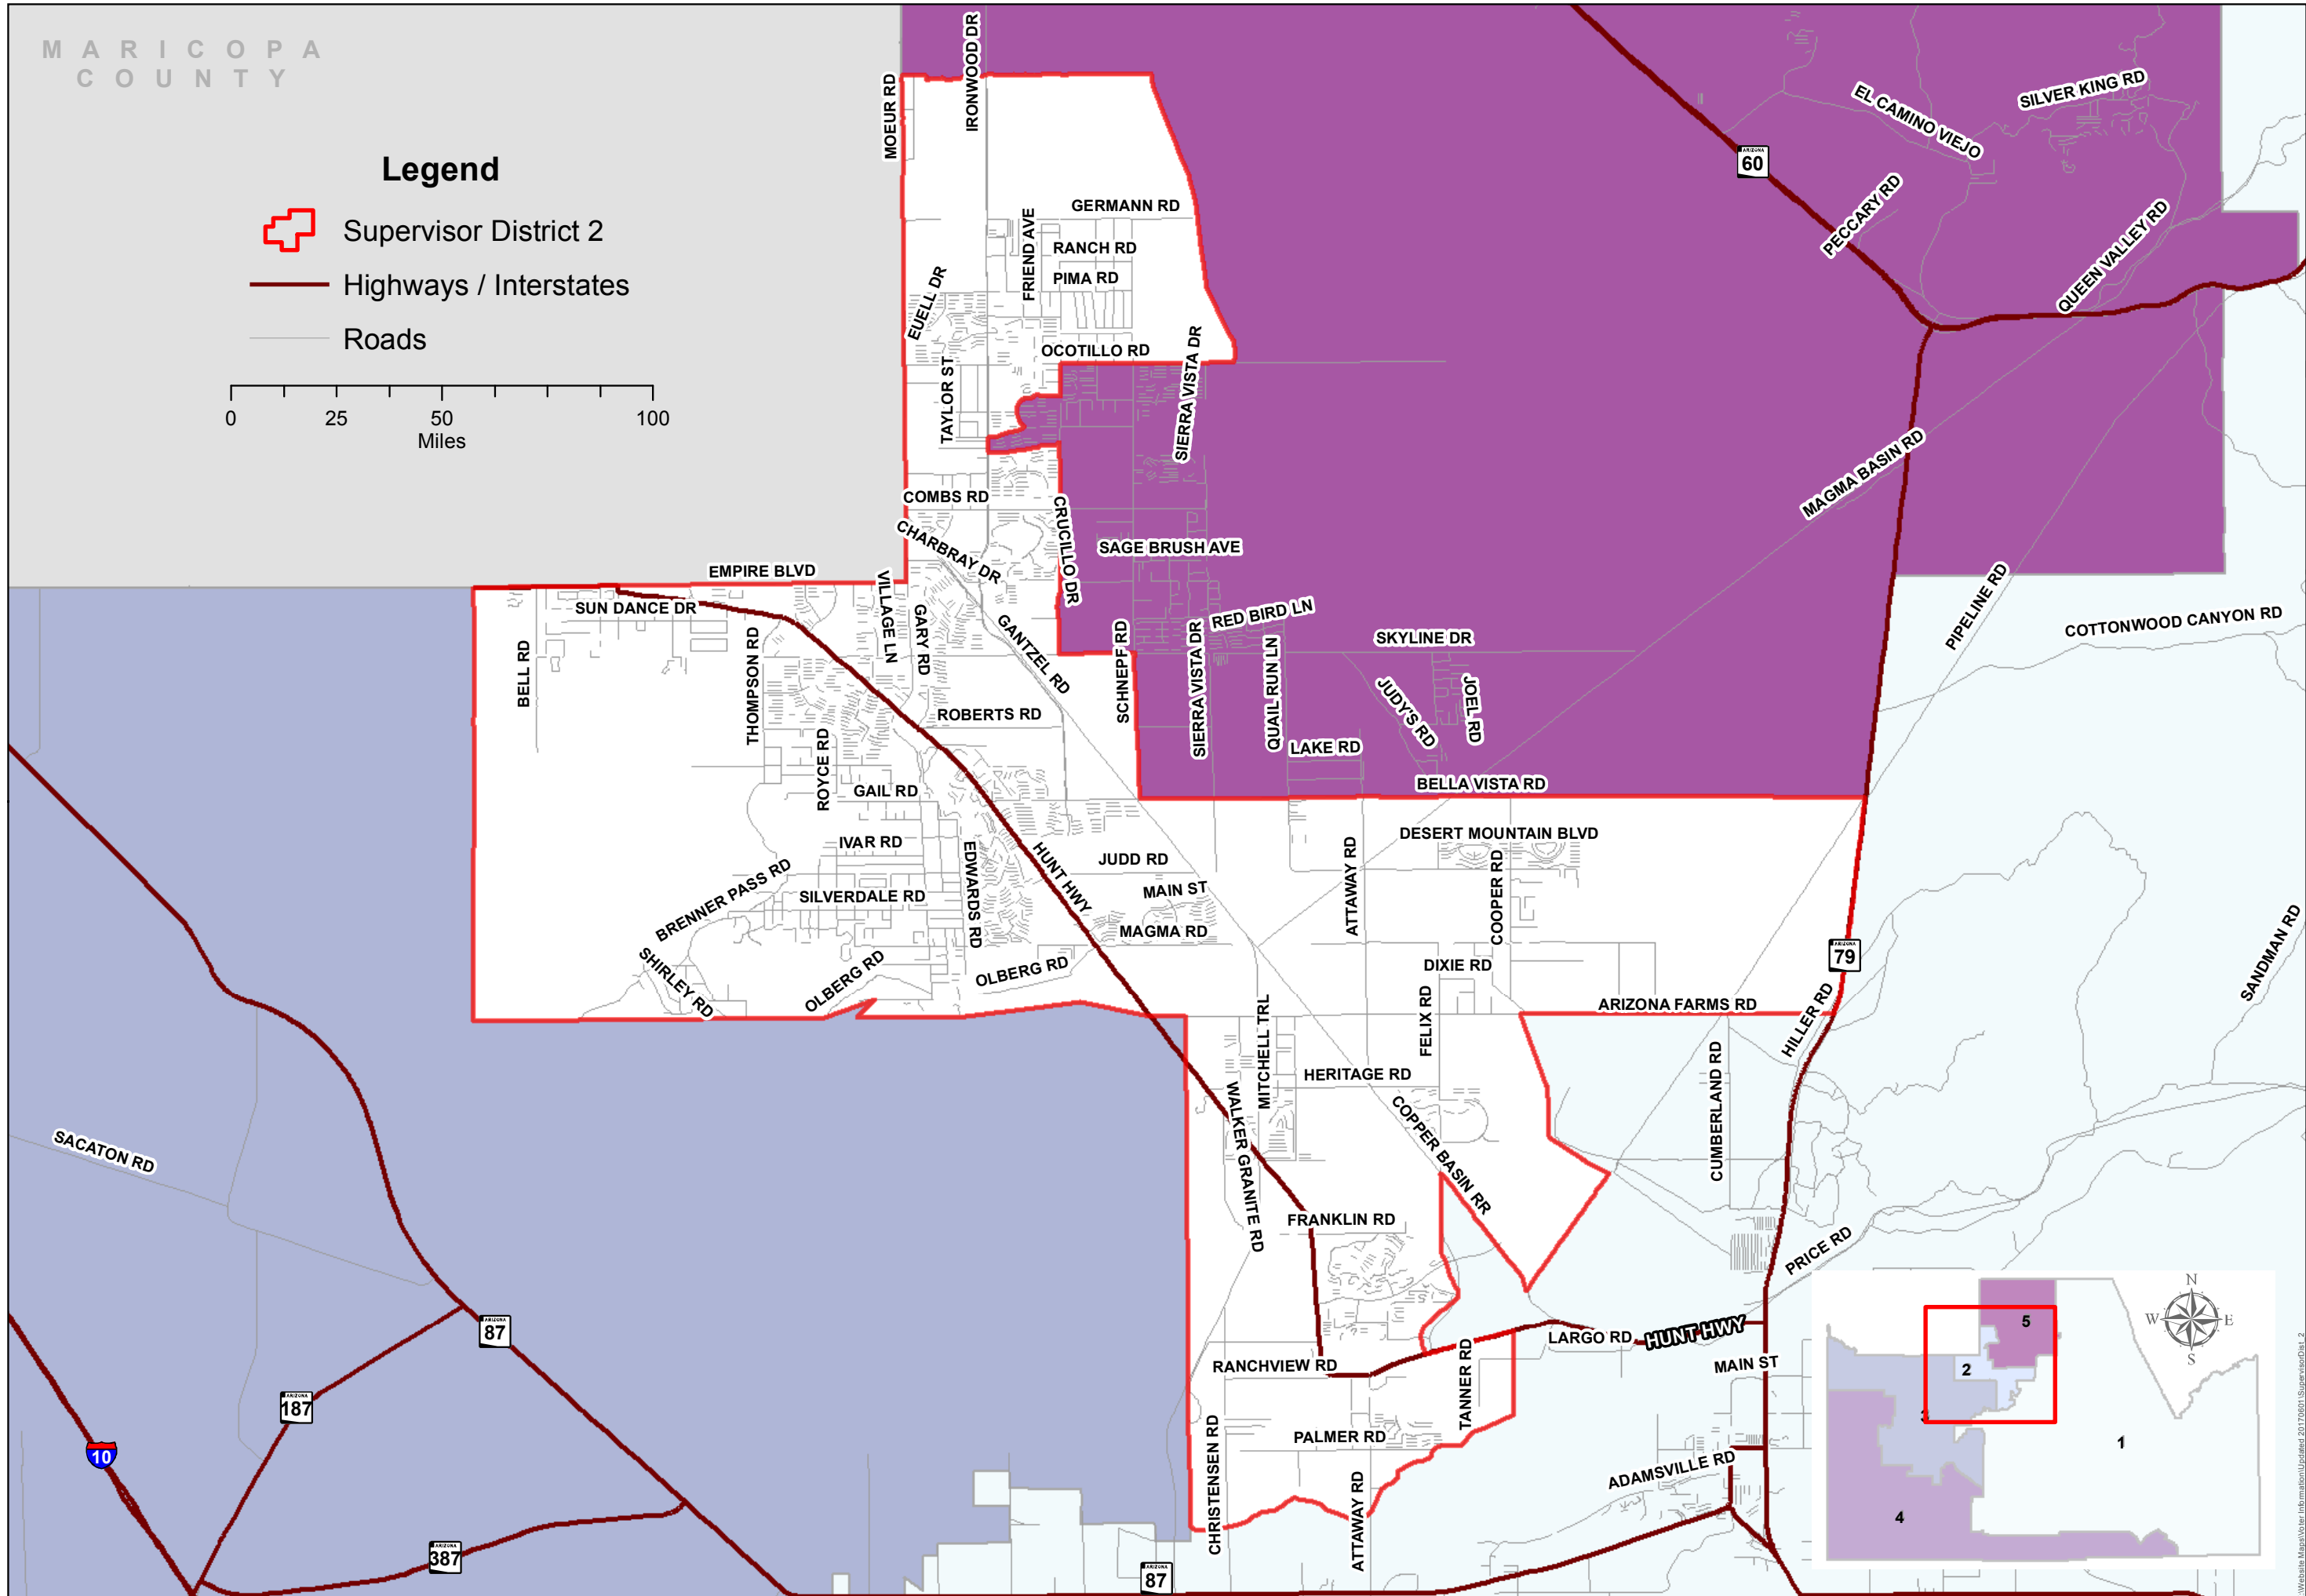 MARICOPA
COUNTY
Legend
Supervisor District 2
Highways / Interstates
Roads
0 25 50 100
Miles
MOEUR RD
IRONWOOD DR
GERMANN RD
FRIEND AVE
RANCH RD
PIMA RD
EUELL DR
OCOTILLO RD
TAYLOR ST
SIERRA VISTA DR
COMBS RD
CRUCILLO DR
CHARBRAY DR
SAGE BRUSH AVE
EMPIRE BLVD
SUN DANCE DR
VILLAGE LN
GARY RD
GANTZEL RD
RED BIRD LN
SKYLINE DR
BELL RD
THOMPSON RD
SCHNEPF RD
SIERRA VISTA DR
QUAIL RUN LN
JUDY'S RD
JOEL RD
ROBERTS RD
ROYCE RD
LAKE RD
GAIL RD
BELLA VISTA RD
IVAR RD
EDWARDS RD
HUNT HWY
JUDD RD
DESERT MOUNTAIN BLVD
ATTAWAY RD
COOPER RD
BRENNER PASS RD
SILVERDALE RD
MAIN ST
MAGMA RD
SHIRLEY RD
OLBERG RD
OLBERG RD
DIXIE RD
ARIZONA FARMS RD
MITCHELL TRL
FELIX RD
HERITAGE RD
WALKER GRANITE RD
COPPER BASIN RR
FRANKLIN RD
CUMBERLAND RD
HILLER RD
PRICE RD
RANCHVIEW RD
TANNER RD
LARGO RD
HUNT HWY
MAIN ST
PALMER RD
CHRISTENSEN RD
ATTAWAY RD
ADAMSVILLE RD
EL CAMINO VIEJO
SILVER KING RD
ARIZONA
60
PECCARY RD
QUEEN VALLEY RD
MAGMA BASIN RD
PIPELINE RD
COTTONWOOD CANYON RD
SANDMAN RD
ARIZONA
79
SACATON RD
ARIZONA
87
ARIZONA
187
10
ARIZONA
387
ARIZONA
87
N
W E
S
5
2
3
1
4